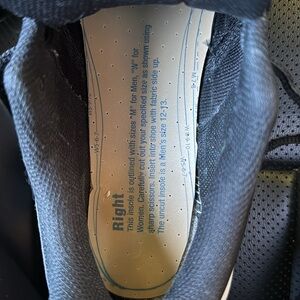 Right
This insole is outlined with sizes "M" for Men, "W" for
Women. Carefully cut out your specified size as shown using
sharp scissors. Insert into shoe with fabric side up.
The uncut insole is a Men's size 12-13.